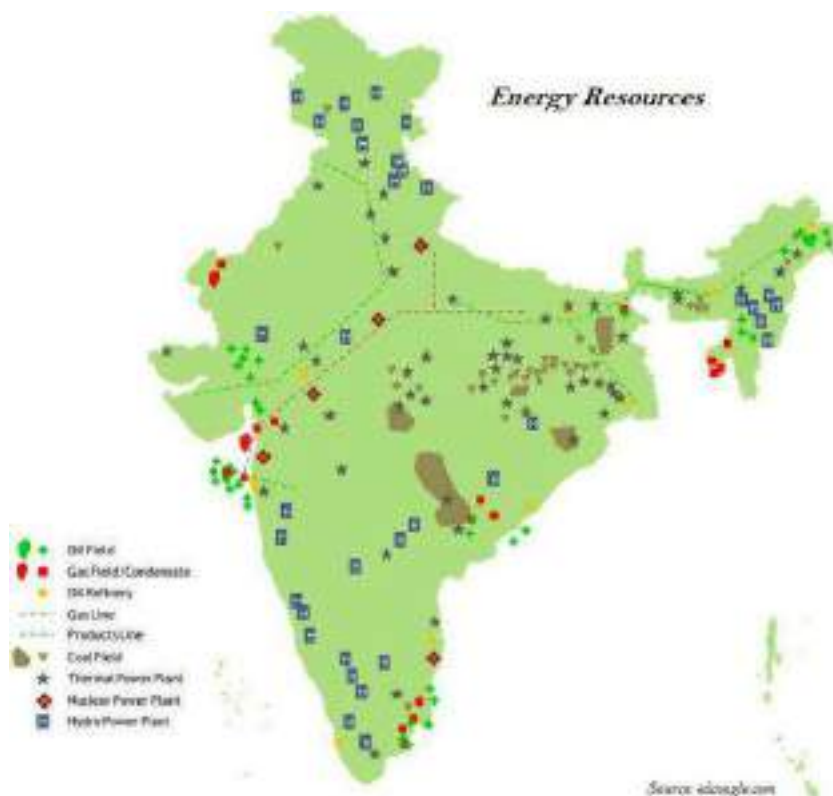 Energy Resources
Oil Field
Gas Field/Condensate
Oil Refinery
Gas Line
Products Line
Coal Field
Thermal Power Plant
Nuclear Power Plant
Hydro Power Plant
Source: